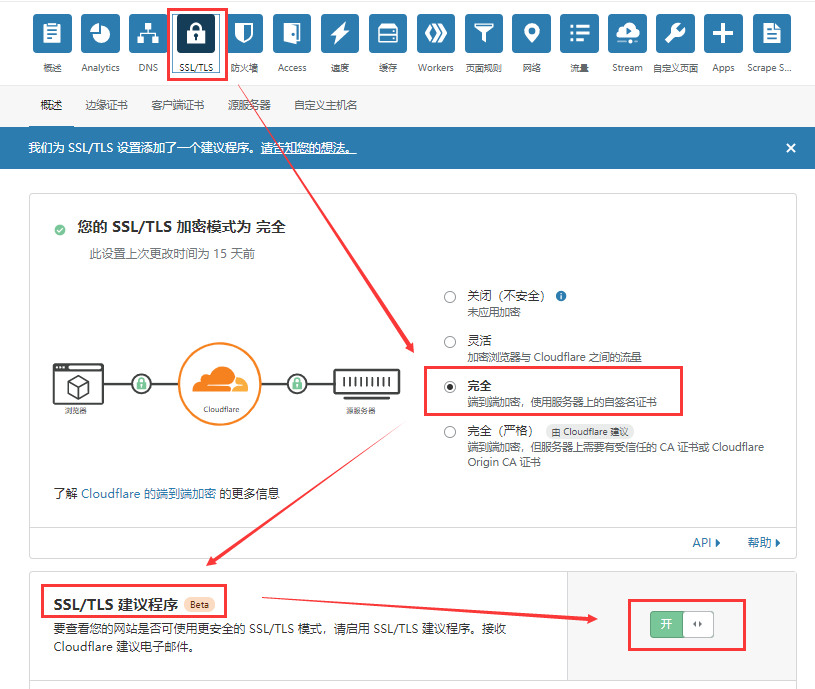 概述 Analytics DNS SSL/TLS 防火墙 Access 速度 缓存 Workers 页面规则 网络 流量 Stream 自定义页面 Apps Scrape S...
概述 边缘证书 客户端证书 源服务器 自定义主机名
我们为 SSL/TLS 设置添加了一个建议程序。请告知您的想法。
您的 SSL/TLS 加密模式为 完全
此设置上次更改时间为 15 天前
关闭（不安全）
未应用加密
灵活
加密浏览器与 Cloudflare 之间的流量
完全
端到端加密，使用服务器上的自签名证书
完全（严格） 由 Cloudflare 建议
端到端加密，但服务器上需要有受信任的 CA 证书或 Cloudflare
Origin CA 证书
浏览器 Cloudflare 源服务器
了解 Cloudflare 的端到端加密 的更多信息
API 帮助
SSL/TLS 建议程序 Beta
要查看您的网站是否可使用更安全的 SSL/TLS 模式，请启用 SSL/TLS 建议程序。接收
Cloudflare 建议电子邮件。
开